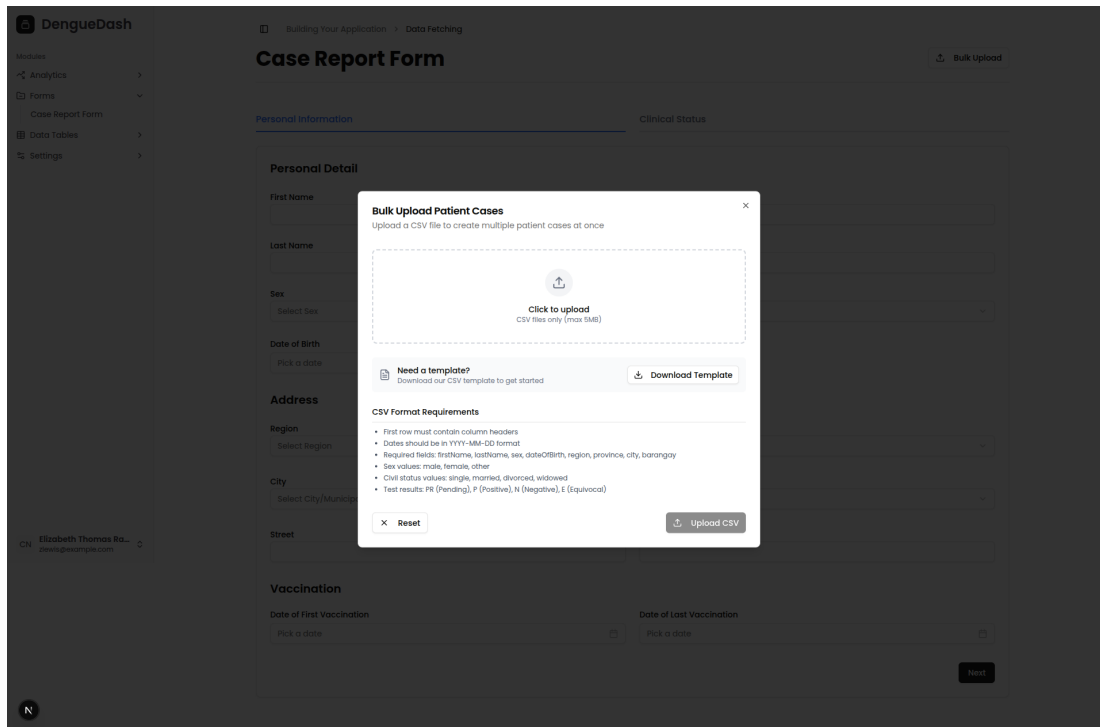 DengueDash
Modules
Analytics
Forms
Case Report Form
Data Tables
Settings
CN
Elizabeth Thomas Ra...
zlewis@example.com
N
Building Your Application > Data Fetching
Case Report Form
Bulk Upload
Personal Information
Clinical Status
Personal Detail
First Name
Last Name
Sex
Select Sex
Date of Birth
Pick a date
Address
Region
Select Region
City
Street
Vaccination
Date of First Vaccination
Date of Last Vaccination
Pick a date
Pick a date
Next
Bulk Upload Patient Cases
Upload a CSV file to create multiple patient cases at once
Click to upload
CSV files only (max 5MB)
Need a template?
Download our CSV template to get started
Download Template
CSV Format Requirements
• First row must contain column headers
• Dates should be in YYYY-MM-DD format
• Required fields: firstName, lastName, sex, dateOfBirth, region, province, city, barangay
• Sex values: male, female, other
• Civil status values: single, married, divorced, widowed
• Test results: PR (Pending), P (Positive), N (Negative), E (Equivocal)
Reset
Upload CSV